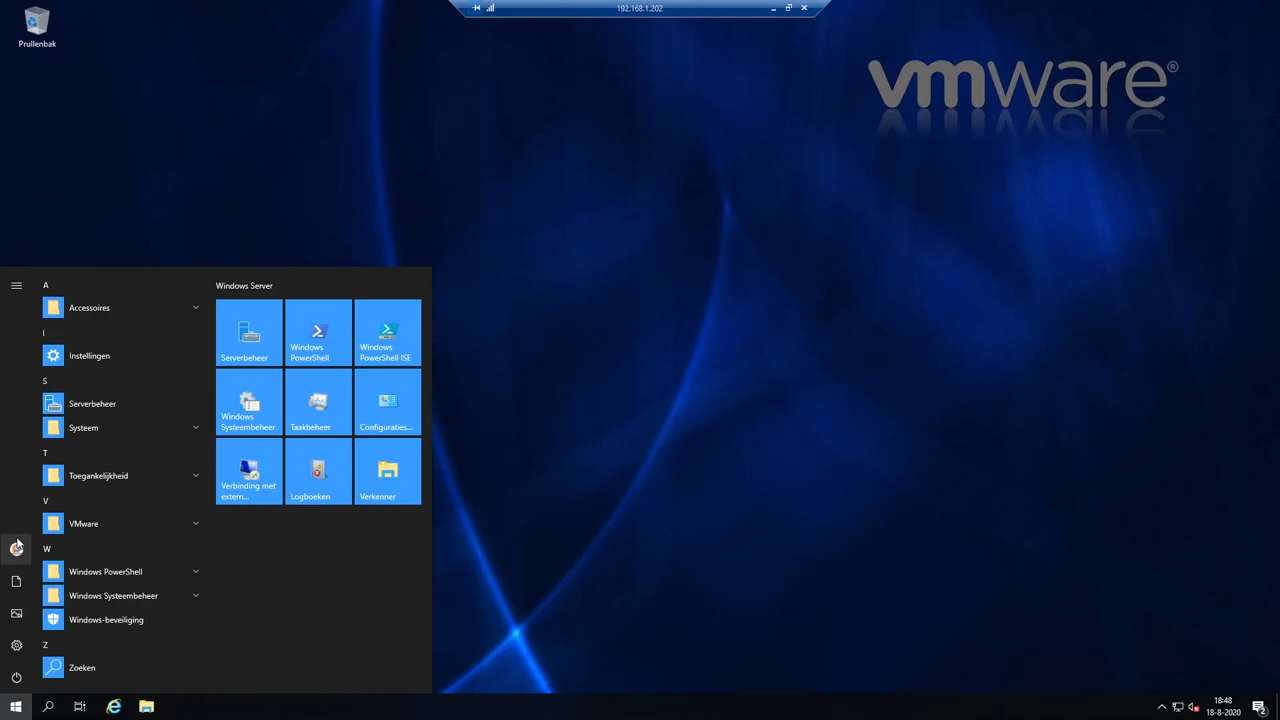 192.168.1.202
Prullenbak
vmware®
A
Accessoires
I
Instellingen
S
Serverbeheer
Systeem
T
Toegankelijkheid
V
VMware
W
Windows PowerShell
Windows Systeembeheer
Windows-beveiliging
Z
Zoeken
Windows Server
Serverbeheer
Windows
PowerShell
Windows
PowerShell ISE
Windows
Systeembeheer
Taakbeheer
Configuraties...
Verbinding met
extern...
Logboeken
Verkenner
18:48
18-8-2020
2